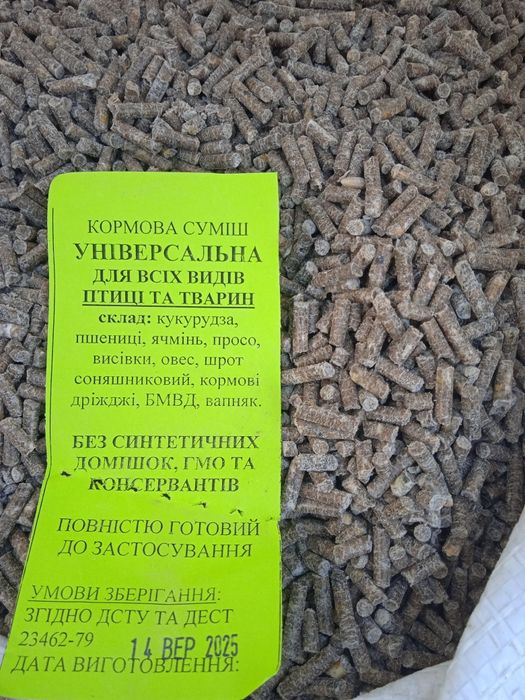 КОРМОВА СУМІШ
УНІВЕРСАЛЬНА
ДЛЯ ВСІХ ВИДІВ
ПТИЦІ ТА ТВАРИН
склад: кукурудза,
пшениці, ячмінь, просо,
висівки, овес, шрот
соняшниковий, кормові
дріжджі, БМВД, вапняк.
БЕЗ СИНТЕТИЧНИХ
ДОМІШОК, ГМО ТА
КОНСЕРВАНТІВ
ПОВНІСТЮ ГОТОВИЙ
ДО ЗАСТОСУВАННЯ
УМОВИ ЗБЕРІГАННЯ:
ЗГІДНО ДСТУ ТА ДЕСТ
23462-79
14 ВЕР 2025
ДАТА ВИГОТОВЛЕННЯ: